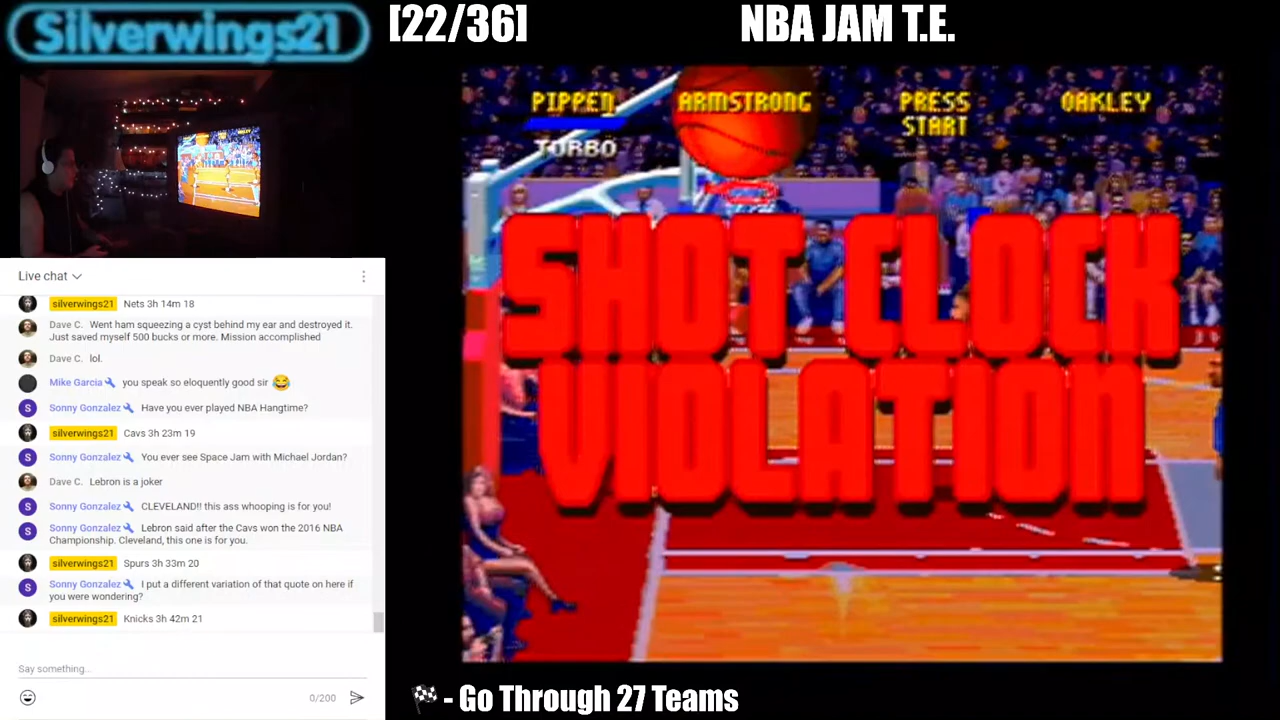 Silverwings21
[22/36]
NBA JAM T.E.
PIPPEN
ARMSTRONG
PRESS
START
OAKLEY
TURBO
SHOT CLOCK
VIOLATION
Live chat
silverwings21 Nets 3h 14m 18
Dave C. Went ham squeezing a cyst behind my ear and destroyed it.
Just saved myself 500 bucks or more. Mission accomplished
Dave C. lol.
Mike Garcia you speak so eloquently good sir 😂
S Sonny Gonzalez Have you ever played NBA Hangtime?
silverwings21 Cavs 3h 23m 19
S Sonny Gonzalez You ever see Space Jam with Michael Jordan?
Dave C. Lebron is a joker
S Sonny Gonzalez CLEVELAND!! this ass whooping is for you!
S Sonny Gonzalez Lebron said after the Cavs won the 2016 NBA
Championship. Cleveland, this one is for you.
silverwings21 Spurs 3h 33m 20
S Sonny Gonzalez I put a different variation of that quote on here if
you were wondering?
silverwings21 Knicks 3h 42m 21
Say something...
0/200
🏁 - Go Through 27 Teams